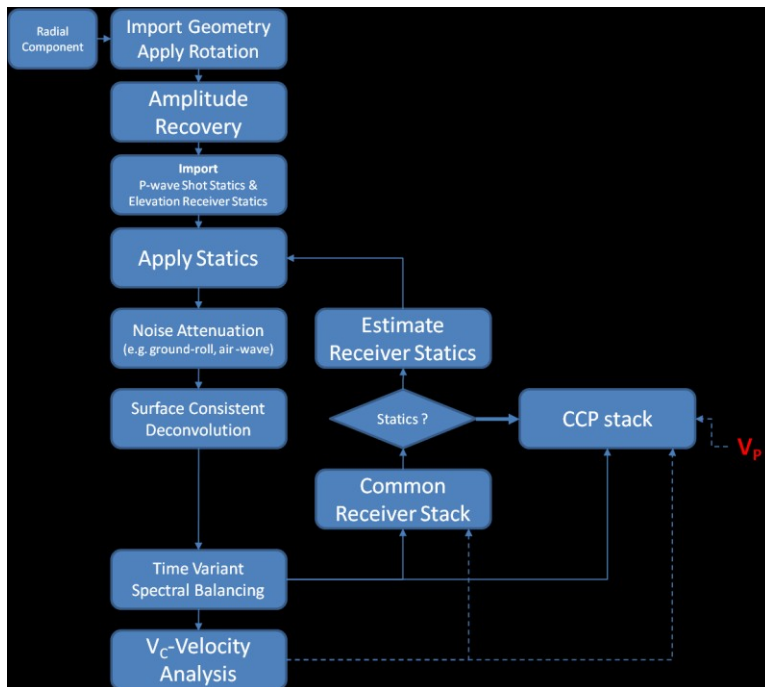 Radial
Component
Import Geometry
Apply Rotation
Amplitude
Recovery
Import
P-wave Shot Statics &
Elevation Receiver Statics
Apply Statics
Noise Attenuation
(e.g. ground-roll, air-wave)
Estimate
Receiver Statics
Surface Consistent
Deconvolution
Statics ?
CCP stack
VP
Common
Receiver Stack
Time Variant
Spectral Balancing
VC-Velocity
Analysis